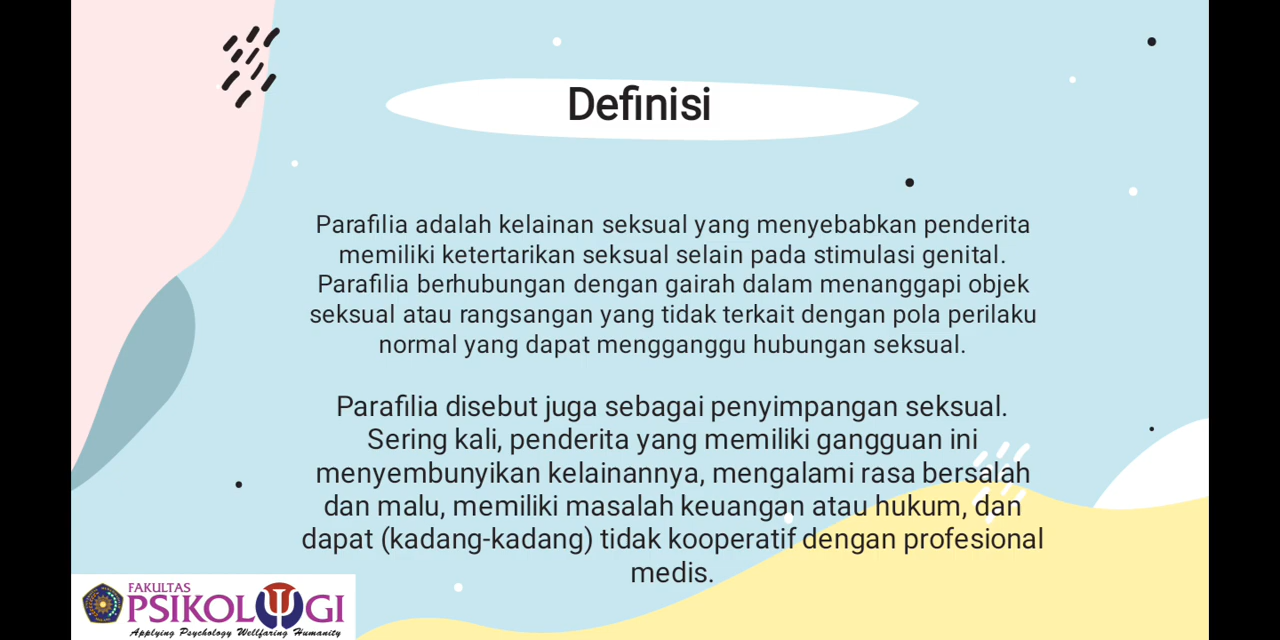 Definisi
Parafilia adalah kelainan seksual yang menyebabkan penderita
memiliki ketertarikan seksual selain pada stimulasi genital.
Parafilia berhubungan dengan gairah dalam menanggapi objek
seksual atau rangsangan yang tidak terkait dengan pola perilaku
normal yang dapat mengganggu hubungan seksual.
Parafilia disebut juga sebagai penyimpangan seksual.
Sering kali, penderita yang memiliki gangguan ini
menyembunyikan kelainannya, mengalami rasa bersalah
dan malu, memiliki masalah keuangan atau hukum, dan
dapat (kadang-kadang) tidak kooperatif dengan profesional
medis.
FAKULTAS
PSIKOLOGI
Applying Psychology Wellfaring Humanity